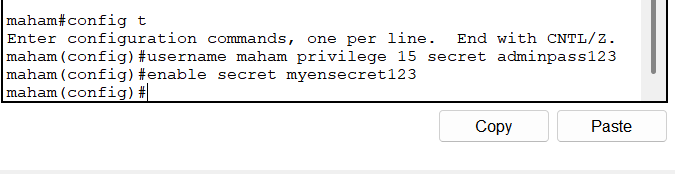 maham#config t
Enter configuration commands, one per line.  End with CNTL/Z.
maham(config)#username maham privilege 15 secret adminpass123
maham(config)#enable secret myensecret123
maham(config)#
Copy
Paste